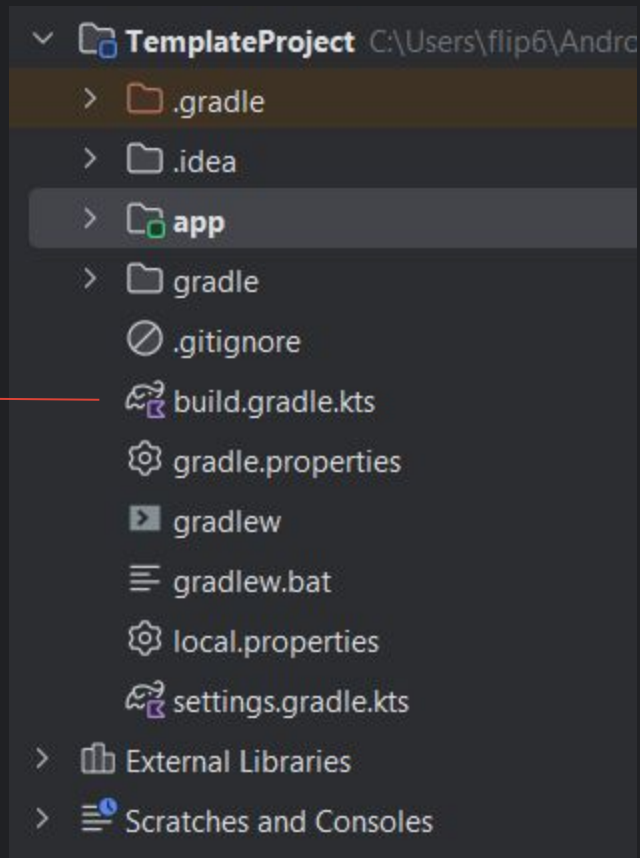 TemplateProject C:\Users\flip6\Andro
.gradle
.idea
app
gradle
.gitignore
build.gradle.kts
gradle.properties
gradlew
gradlew.bat
local.properties
settings.gradle.kts
External Libraries
Scratches and Consoles